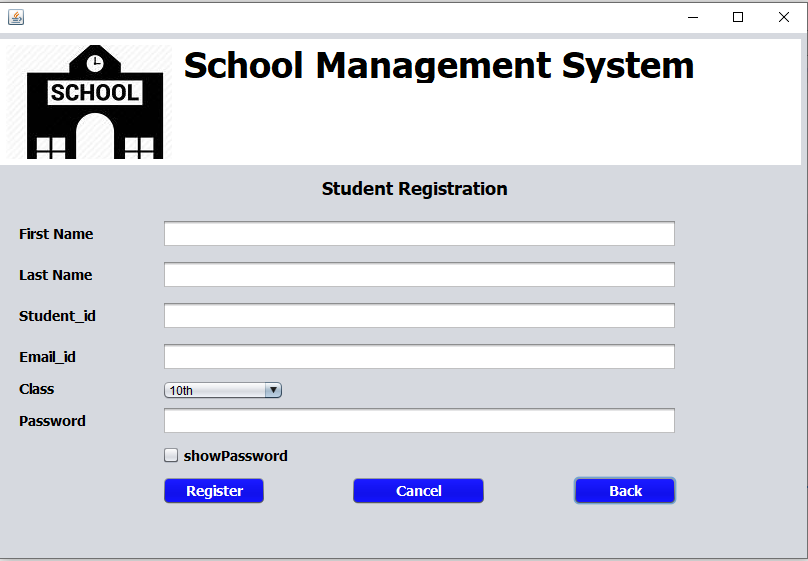 School Management System
SCHOOL
Student Registration
First Name
Last Name
Student_id
Email_id
Class 10th
Password
showPassword
Register Cancel Back